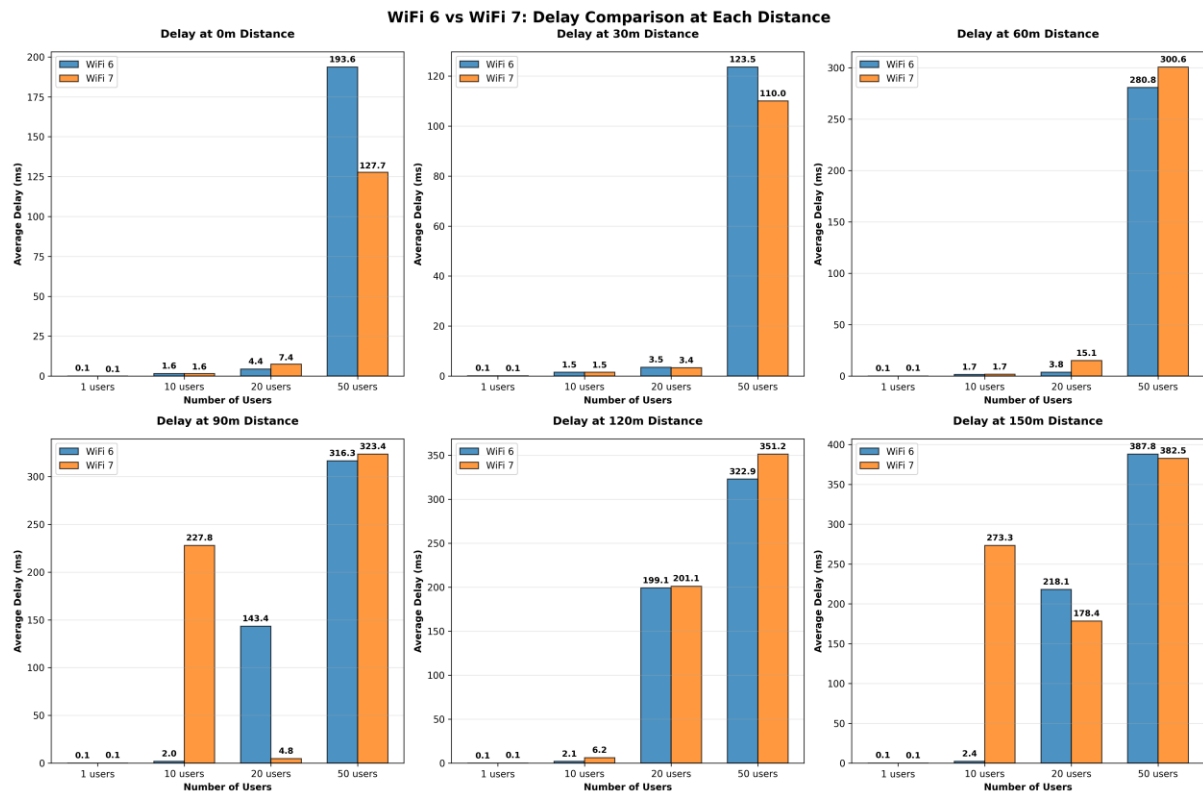 WiFi 6 vs WiFi 7: Delay Comparison at Each Distance
Delay at 0m Distance
WiFi 6
WiFi 7
Average Delay (ms)
200
175
150
125
100
75
50
25
0
0.1 0.1 1.6 1.6 4.4 7.4 193.6 127.7
1 users 10 users 20 users 50 users
Number of Users
Delay at 30m Distance
WiFi 6
WiFi 7
Average Delay (ms)
120
100
80
60
40
20
0
0.1 0.1 1.5 1.5 3.5 3.4 123.5 110.0
1 users 10 users 20 users 50 users
Number of Users
Delay at 60m Distance
WiFi 6
WiFi 7
Average Delay (ms)
300
250
200
150
100
50
0
0.1 0.1 1.7 1.7 3.8 15.1 280.8 300.6
1 users 10 users 20 users 50 users
Number of Users
Delay at 90m Distance
WiFi 6
WiFi 7
Average Delay (ms)
300
250
200
150
100
50
0
0.1 0.1 2.0 227.8 143.4 4.8 316.3 323.4
1 users 10 users 20 users 50 users
Number of Users
Delay at 120m Distance
WiFi 6
WiFi 7
Average Delay (ms)
350
300
250
200
150
100
50
0
0.1 0.1 2.1 6.2 199.1 201.1 322.9 351.2
1 users 10 users 20 users 50 users
Number of Users
Delay at 150m Distance
WiFi 6
WiFi 7
Average Delay (ms)
400
350
300
250
200
150
100
50
0
0.1 0.1 2.4 273.3 218.1 178.4 387.8 382.5
1 users 10 users 20 users 50 users
Number of Users